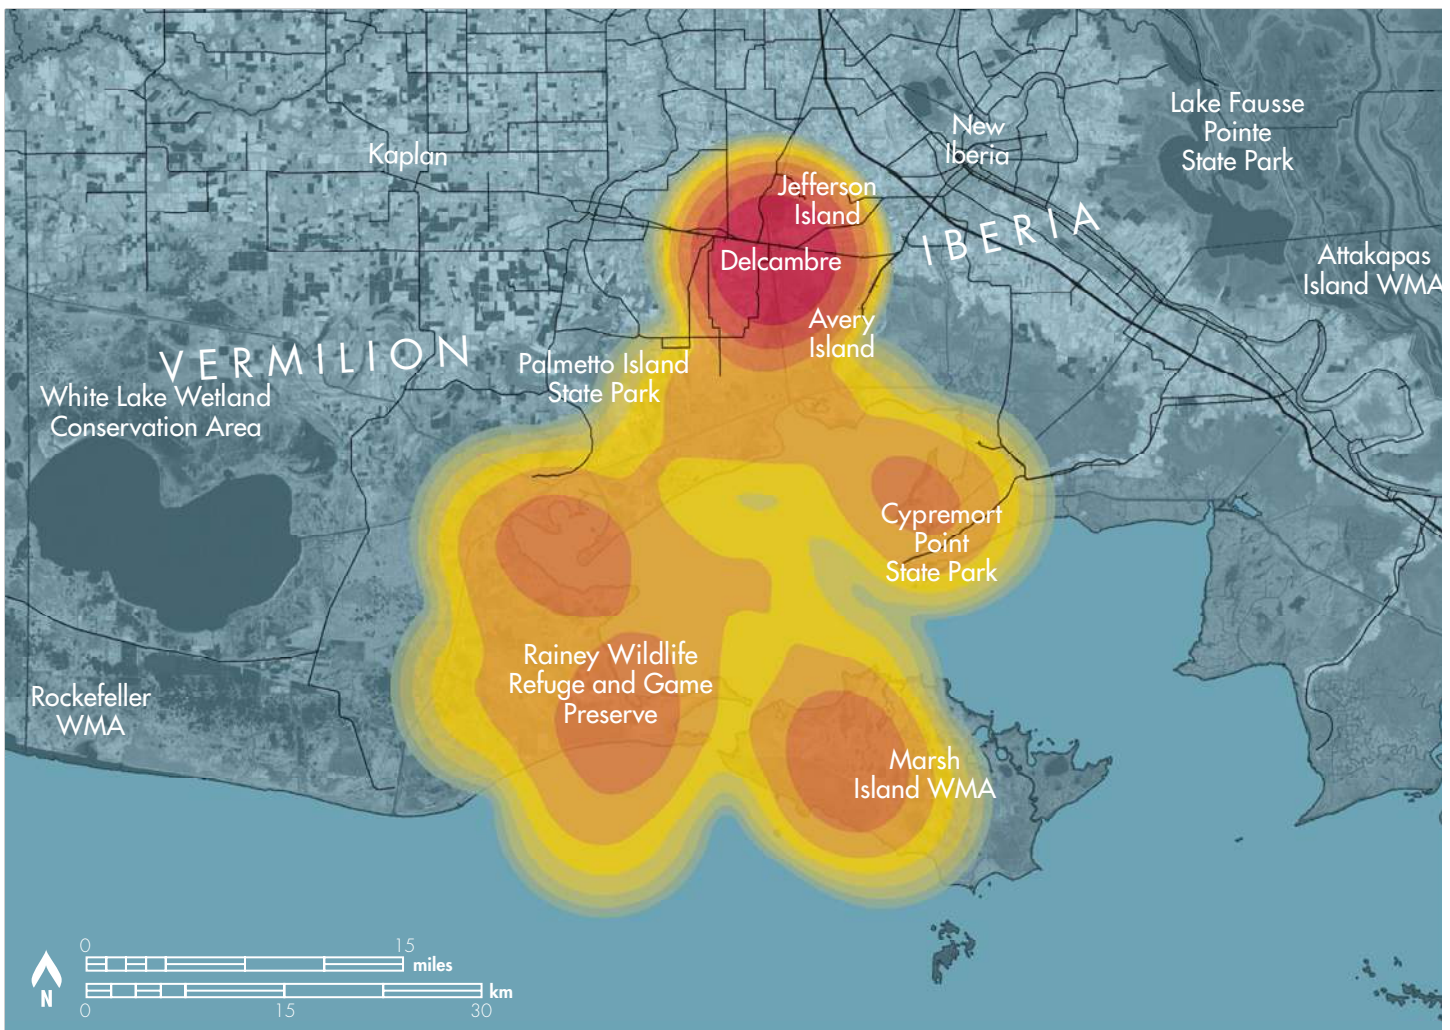 Lake Fausse
Pointe
State Park
New
Iberia
Kaplan
Jefferson
Island
IBERIA
Delcambre
Attakapas
Island WMA
Avery
Island
VERMILION
Palmetto Island
State Park
White Lake Wetland
Conservation Area
Cypremort
Point
State Park
Rainey Wildlife
Refuge and Game
Preserve
Rockefeller
WMA
Marsh
Island WMA
0 15
miles
km
0 15 30
N